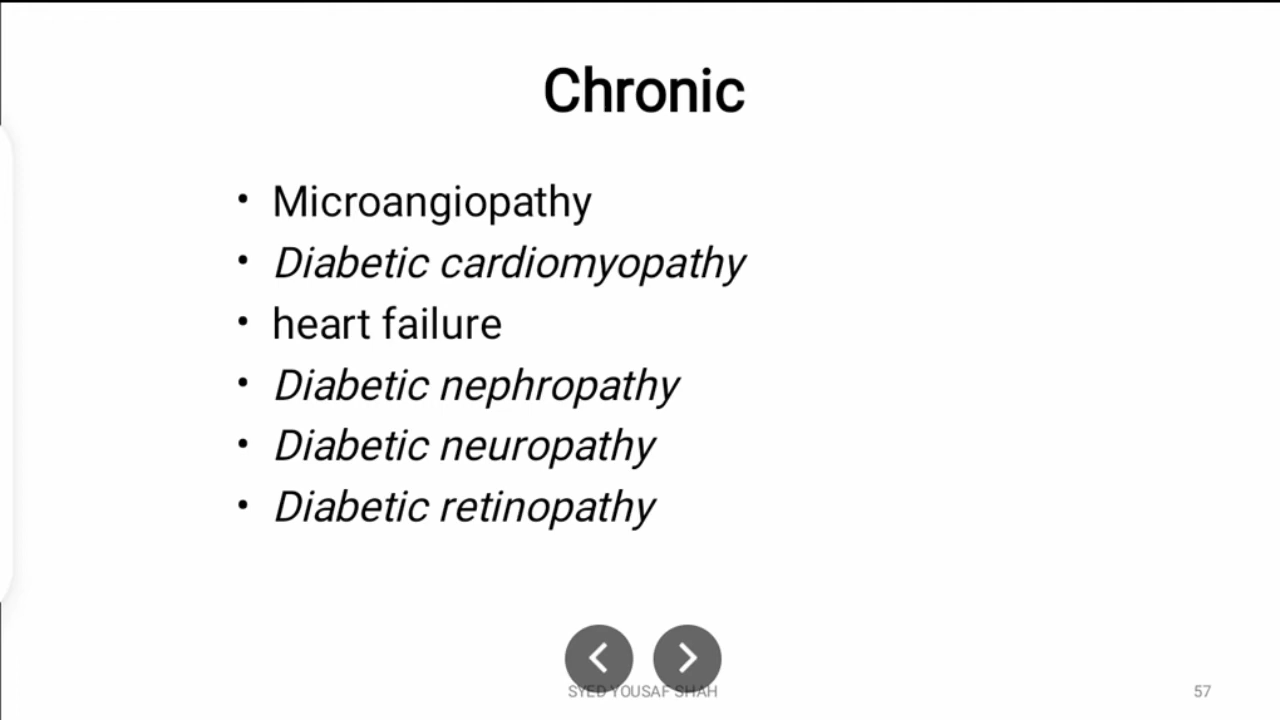 Chronic
• Microangiopathy
• Diabetic cardiomyopathy
• heart failure
• Diabetic nephropathy
• Diabetic neuropathy
• Diabetic retinopathy
SYED YOUSAF SHAH
57